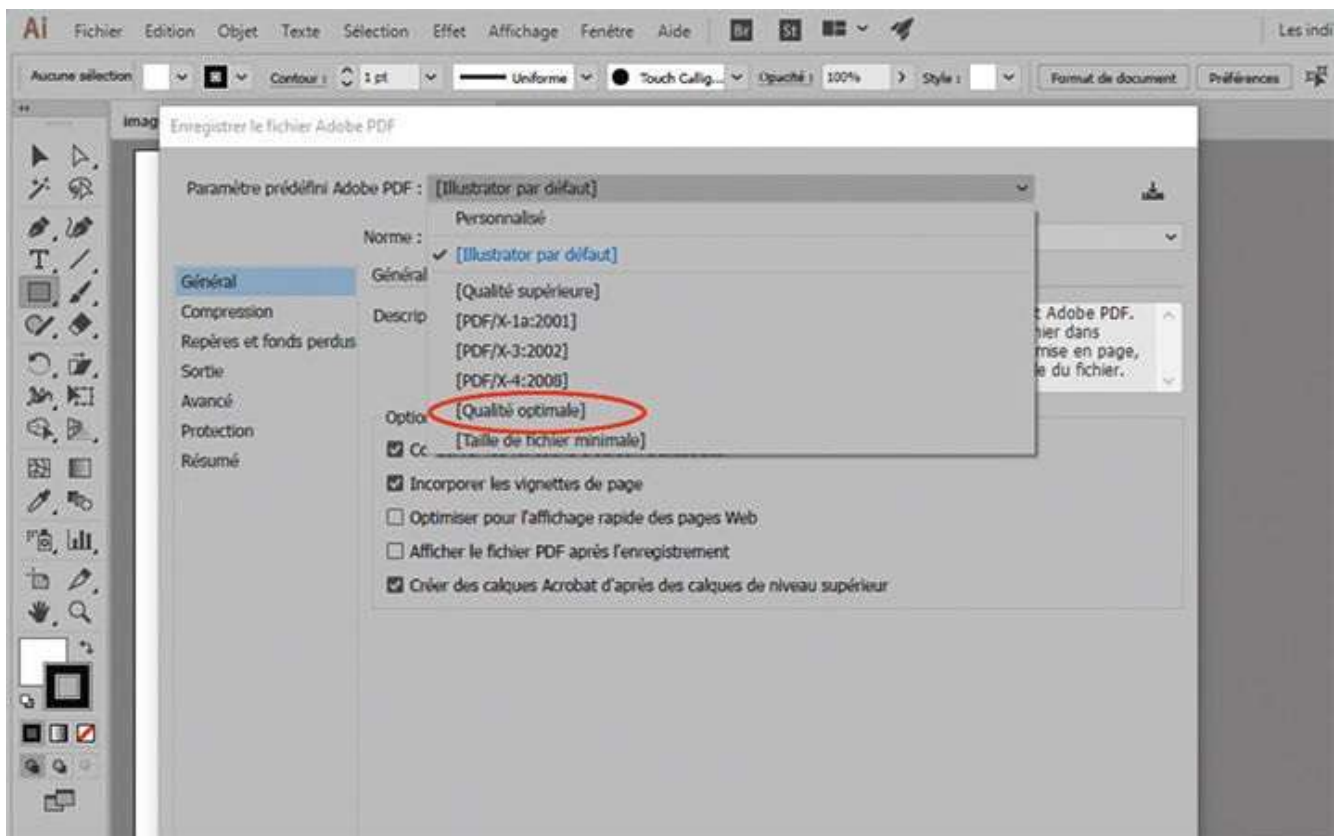 Ai Fichier Edition Objet Texte Sélection Effet Affichage Fenêtre Aide Br St Les indi
Aucune sélection Contour : 1 pt Uniforme Touch Callig... Opacité : 100% Style : Format de document Préférences
imag
Enregistrer le fichier Adobe PDF
Paramètre prédéfini Adobe PDF : [Illustrator par défaut]
Personnalisé
Norme :
[Illustrator par défaut]
Général
Général
[Qualité supérieure]
Compression
Descrip
[PDF/X-1a:2001]
t Adobe PDF.
hier dans
Repères et fonds perdus
[PDF/X-3:2002]
mise en page,
Sortie
[PDF/X-4:2008]
e du fichier.
Avancé
Optio
[Qualité optimale]
Protection
[Taille de fichier minimale]
Co
Résumé
Incorporer les vignettes de page
Optimiser pour l'affichage rapide des pages Web
Afficher le fichier PDF après l'enregistrement
Créer des calques Acrobat d'après des calques de niveau supérieur